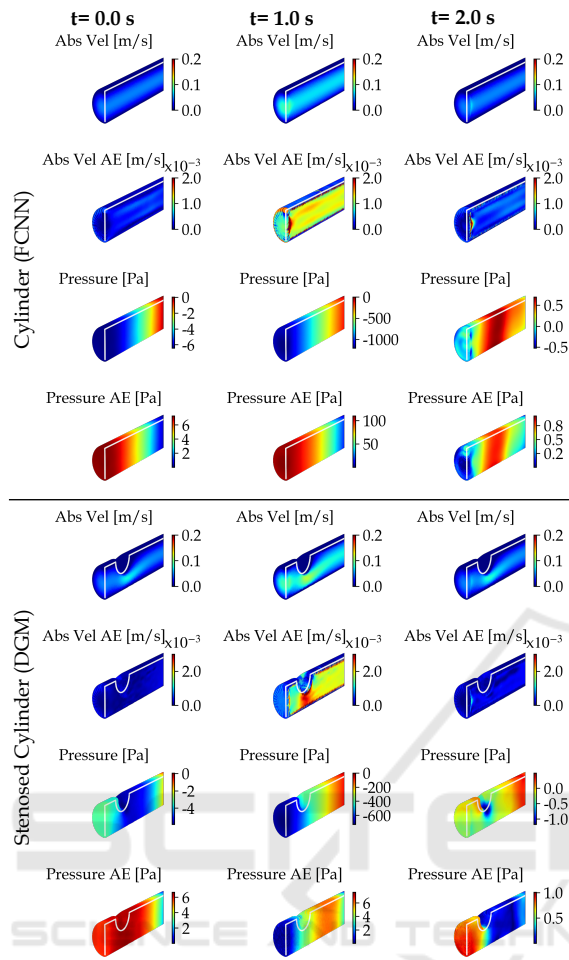 t= 0.0 s t= 1.0 s t= 2.0 s
Abs Vel [m/s] Abs Vel [m/s] Abs Vel [m/s]
0.2 0.2 0.2
0.1 0.1 0.1
0.0 0.0 0.0
Abs Vel AE [m/s] x10⁻³ Abs Vel AE [m/s] x10⁻³ Abs Vel AE [m/s] x10⁻³
2.0 2.0 2.0
1.0 1.0 1.0
0.0 0.0 0.0
Cylinder (FCNN)
Pressure [Pa] Pressure [Pa] Pressure [Pa]
0 0 0.5
-2 -500 0.0
-4 -1000 -0.5
-6
Pressure AE [Pa] Pressure AE [Pa] Pressure AE [Pa]
6 100 0.8
4 50 0.5
2 0.2
Abs Vel [m/s] Abs Vel [m/s] Abs Vel [m/s]
0.2 0.2 0.2
0.1 0.1 0.1
0.0 0.0 0.0
Stenosed Cylinder (DGM)
Abs Vel AE [m/s] x10⁻³ Abs Vel AE [m/s] x10⁻³ Abs Vel AE [m/s] x10⁻³
2.0 2.0 2.0
0.0 0.0 0.0
Pressure [Pa] Pressure [Pa] Pressure [Pa]
0 0 0.0
-2 -200 -0.5
-4 -400 -1.0
-600
Pressure AE [Pa] Pressure AE [Pa] Pressure AE [Pa]
6 6 1.0
4 4 0.5
2 2
SCITE
SCIENCE AND TECHN